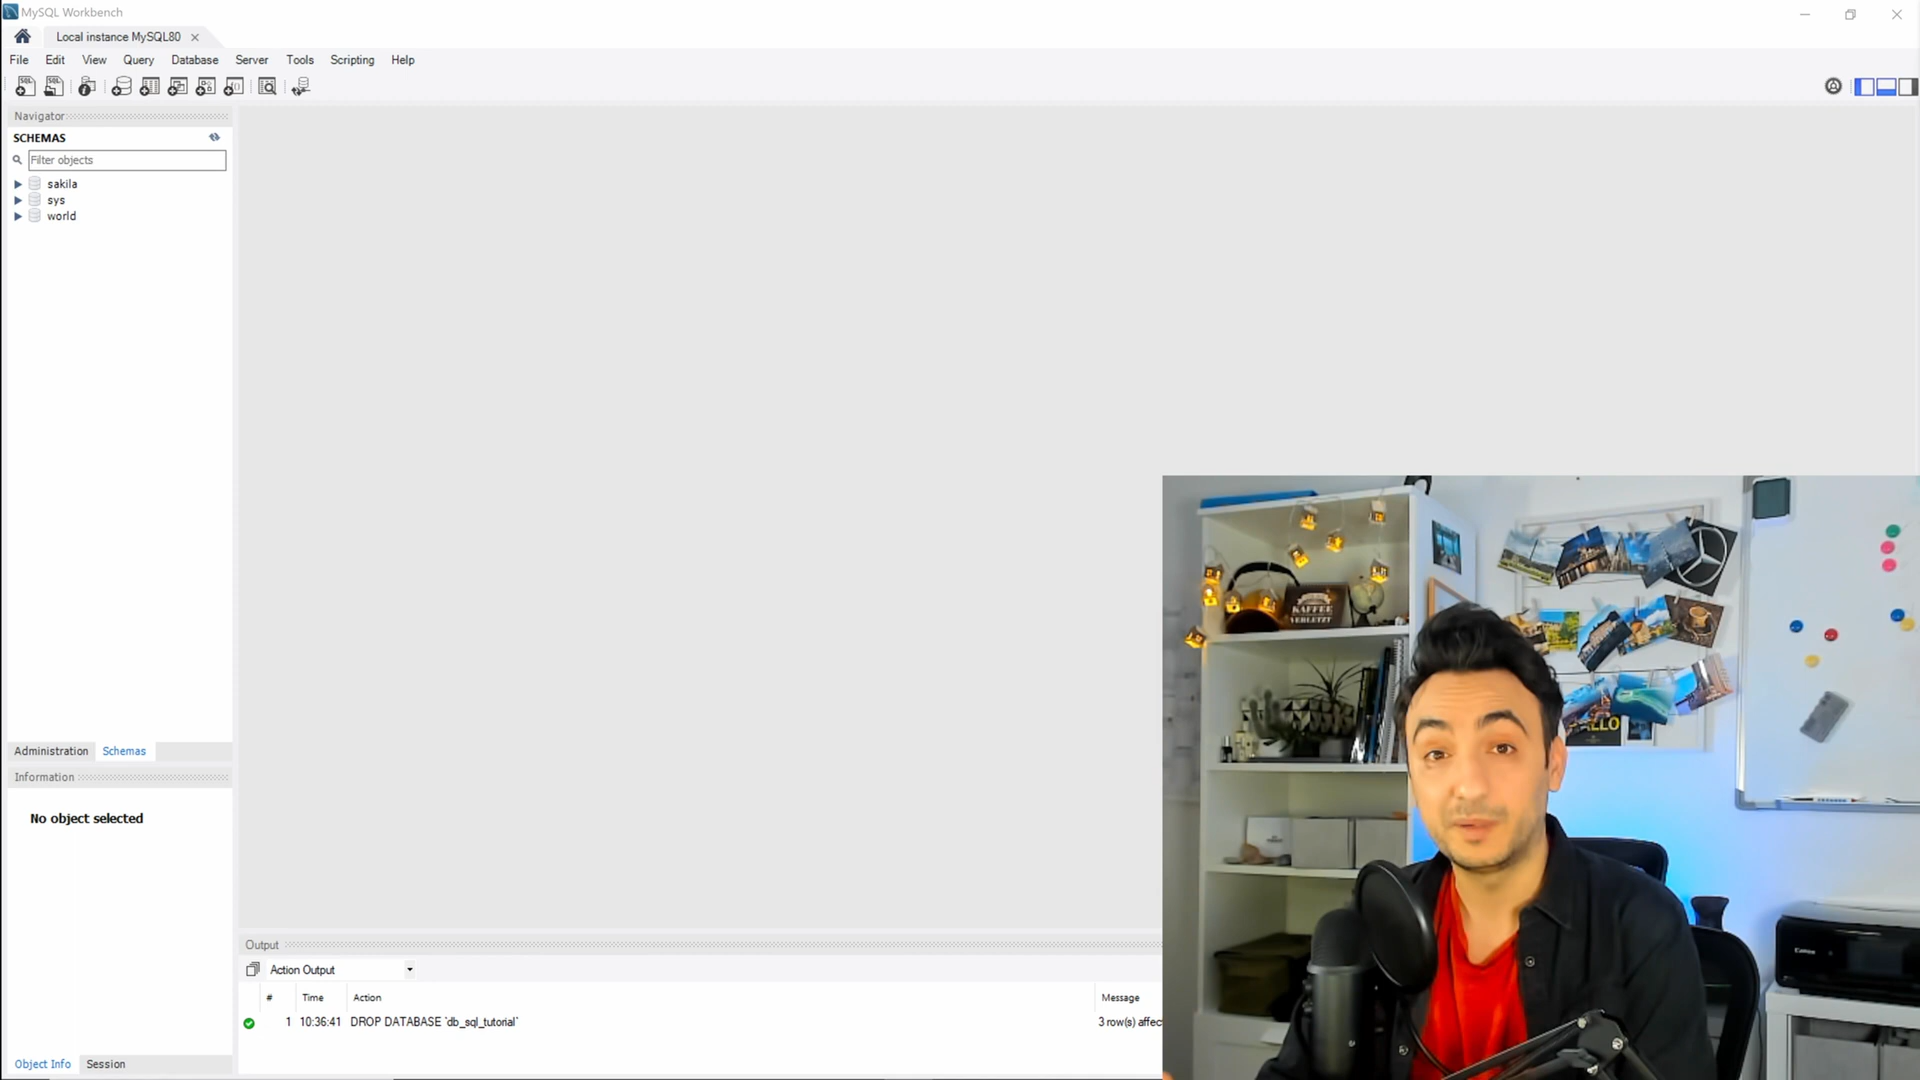 MySQL Workbench
Local instance MySQL80
File Edit View Query Database Server Tools Scripting Help
Navigator
SCHEMAS
Filter objects
sakila
sys
world
Administration Schemas
Information
No object selected
Object Info Session
Output
Action Output
# Time Action Message
1 10:36:41 DROP DATABASE `db_sql_tutorial` 3 row(s) affec
KAFFEE
VERLETZT
Canon